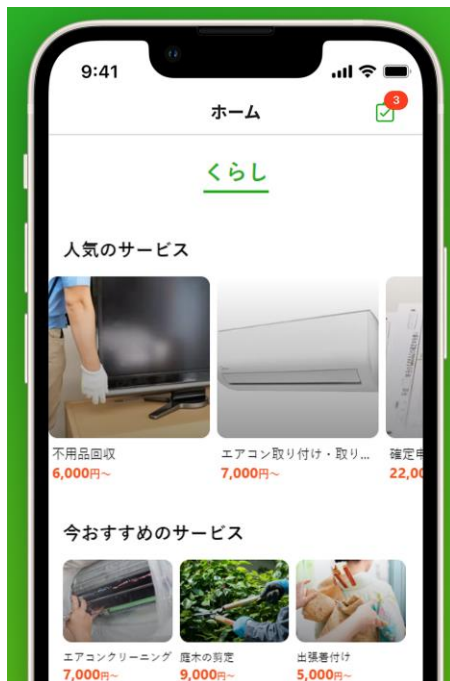 9:41
ホーム
3
くらし
人気のサービス
不用品回収
エアコン取り付け・取り...
確定申
6,000円〜
7,000円〜
22,00
今おすすめのサービス
エアコンクリーニング
庭木の剪定
出張着付け
7,000円〜
9,000円〜
5,000円〜